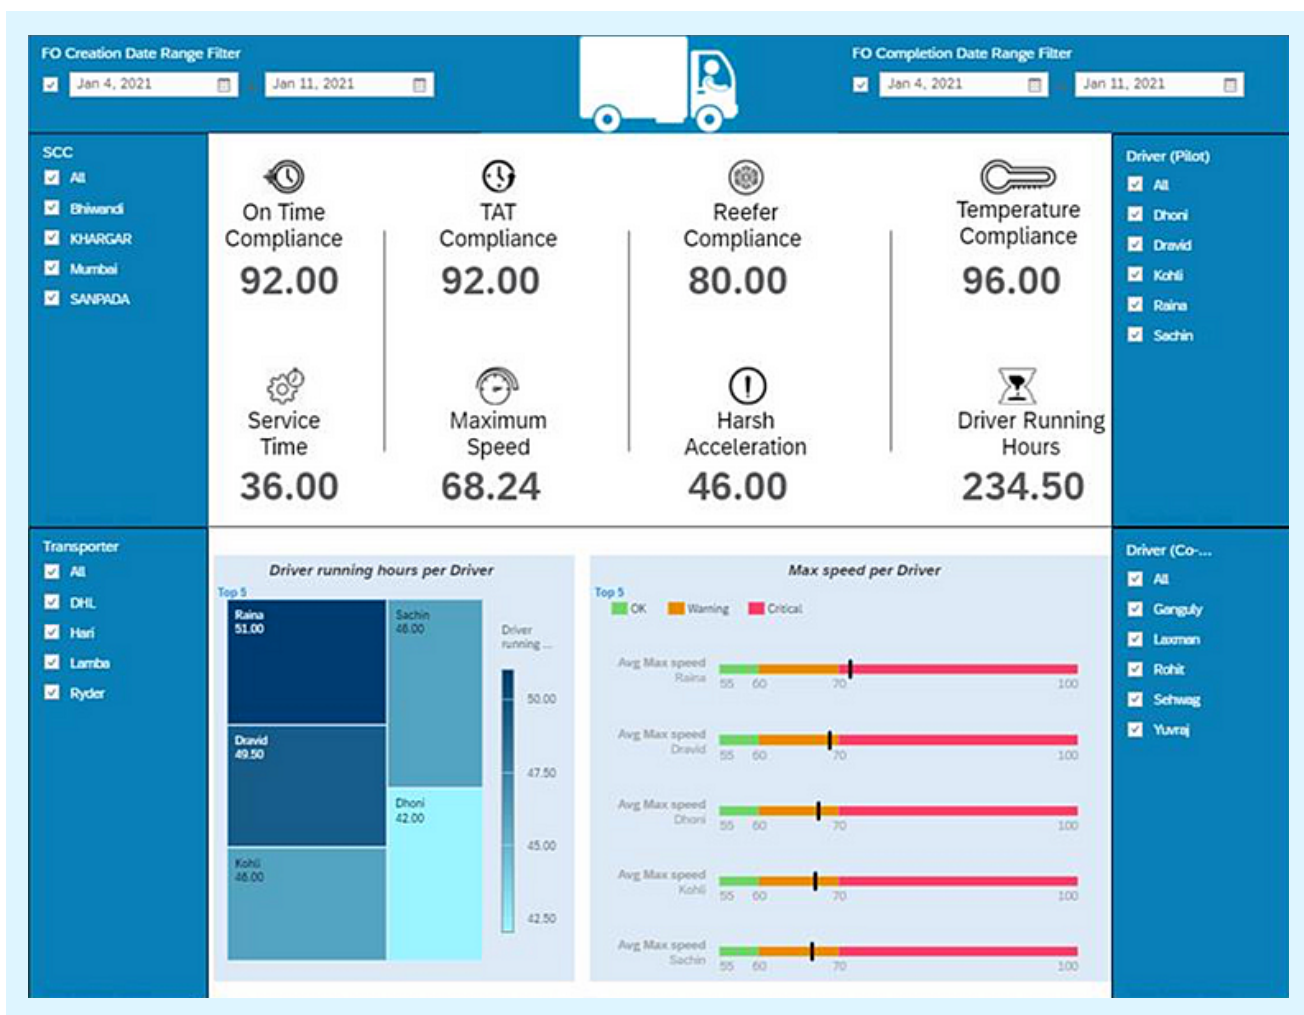 FO Creation Date Range Filter
Jan 4, 2021
Jan 11, 2021
FO Completion Date Range Filter
Jan 4, 2021
Jan 11, 2021
SCC
All
Bhiwandi
KHARGAR
Mumbai
SANPADA
On Time
Compliance
92.00
TAT
Compliance
92.00
Reefer
Compliance
80.00
Temperature
Compliance
96.00
Service
Time
36.00
Maximum
Speed
68.24
Harsh
Acceleration
46.00
Driver Running
Hours
234.50
Driver (Pilot)
All
Dhoni
Dravid
Kohli
Raina
Sachin
Transporter
All
DHL
Hari
Lamba
Ryder
Driver running hours per Driver
Top 5
Raina
51.00
Sachin
46.00
Dravid
49.50
Dhoni
42.00
Kohli
46.00
Driver
running ...
50.00
47.50
45.00
42.50
Max speed per Driver
Top 5
OK Warning Critical
Avg Max speed
Raina
55 60 70 100
Avg Max speed
Dravid
55 60 70 100
Avg Max speed
Dhoni
55 60 70 100
Avg Max speed
Kohli
55 60 70 100
Avg Max speed
Sachin
55 60 70 100
Driver (Co-...
All
Ganguly
Laxman
Rohit
Sehwag
Yuvraj